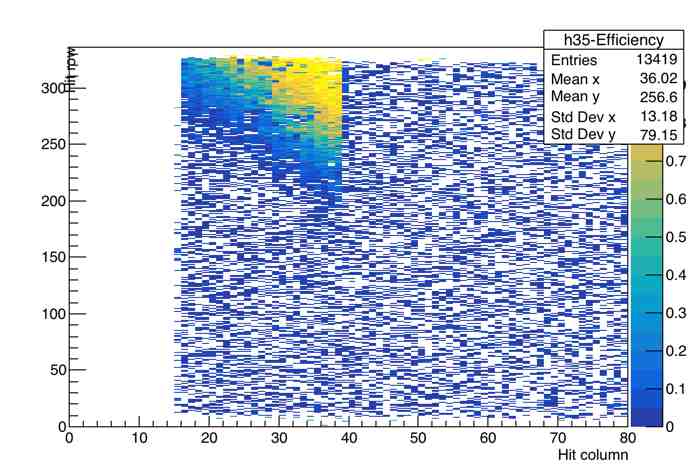 h35-Efficiency
Entries 13419
Mean x 36.02
Mean y 256.6
Std Dev x 13.18
Std Dev y 79.15
Hit row
300
250
200
150
100
50
0
0 10 20 30 40 50 60 70 80
Hit column
0.7
0.6
0.5
0.4
0.3
0.2
0.1
0